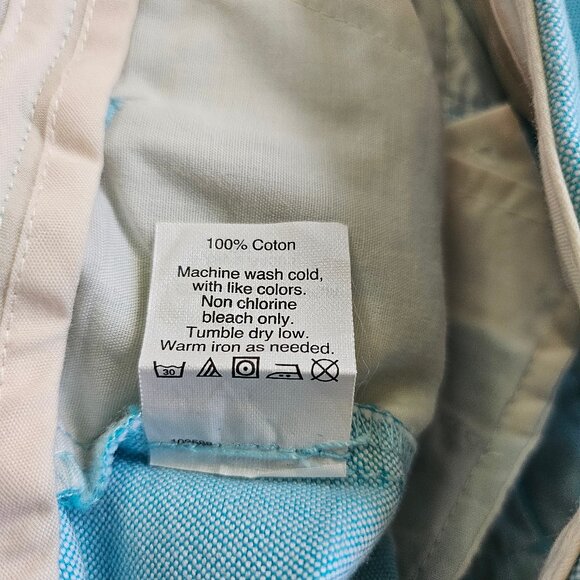 100% Coton
Machine wash cold,
with like colors.
Non chlorine
bleach only.
Tumble dry low.
Warm iron as needed.
30